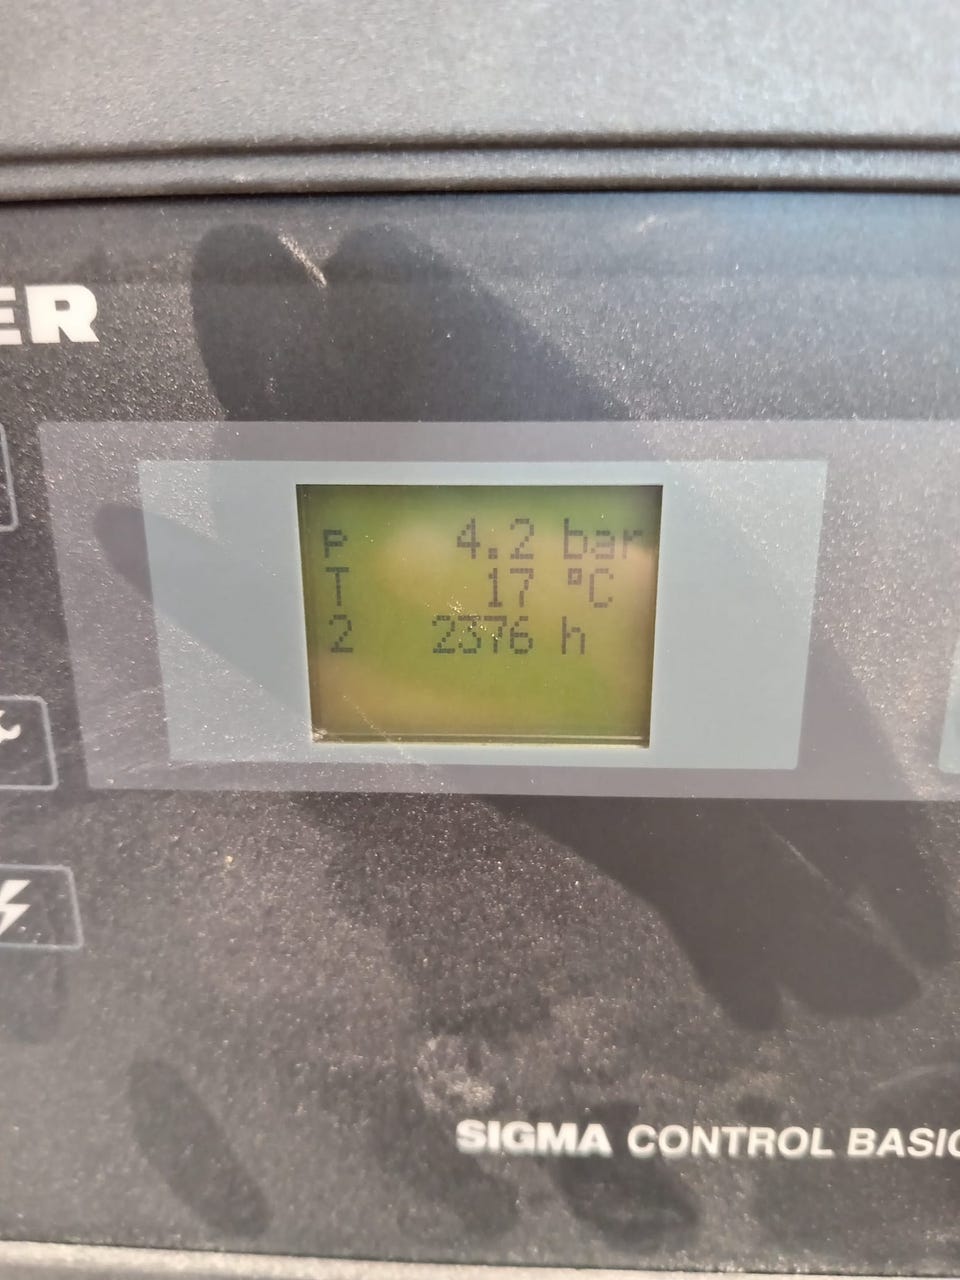 ER
p 4.2 bar
T 17 °C
2 2376 h
SIGMA CONTROL BASIC